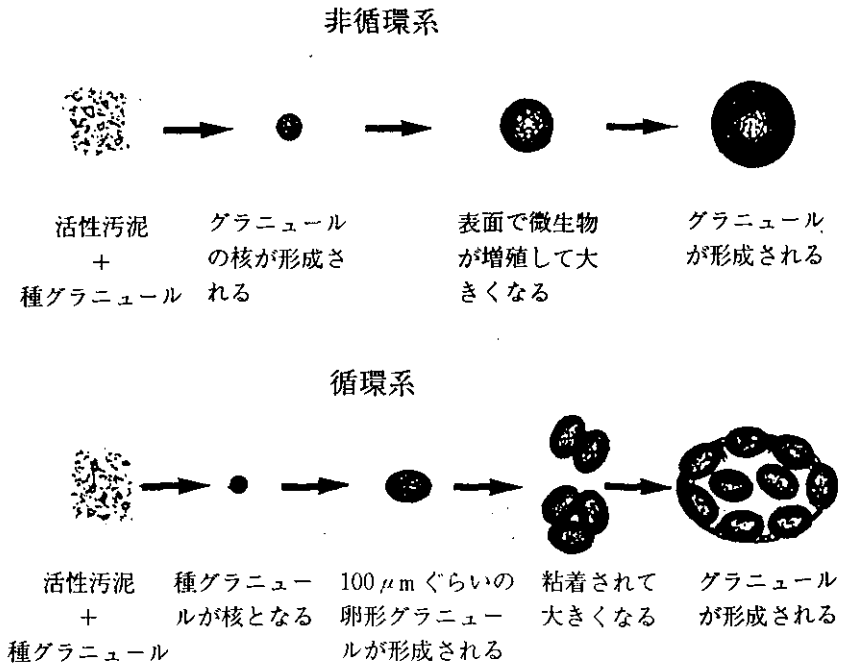 非循環系
活性汚泥
+
種グラニュール
グラニュール
の核が形成さ
れる
表面で微生物
が増殖して大
きくなる
グラニュール
が形成される
循環系
活性汚泥
+
種グラニュール
種グラニュー
ルが核となる
100μmぐらいの
卵形グラニュー
ルが形成される
粘着されて
大きくなる
グラニュール
が形成される